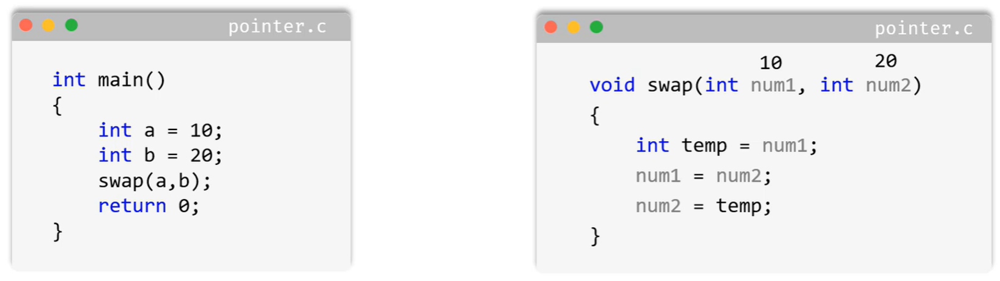 pointer.c
int main()
{
    int a = 10;
    int b = 20;
    swap(a,b);
    return 0;
}
pointer.c
10 20
void swap(int num1, int num2)
{
    int temp = num1;
    num1 = num2;
    num2 = temp;
}